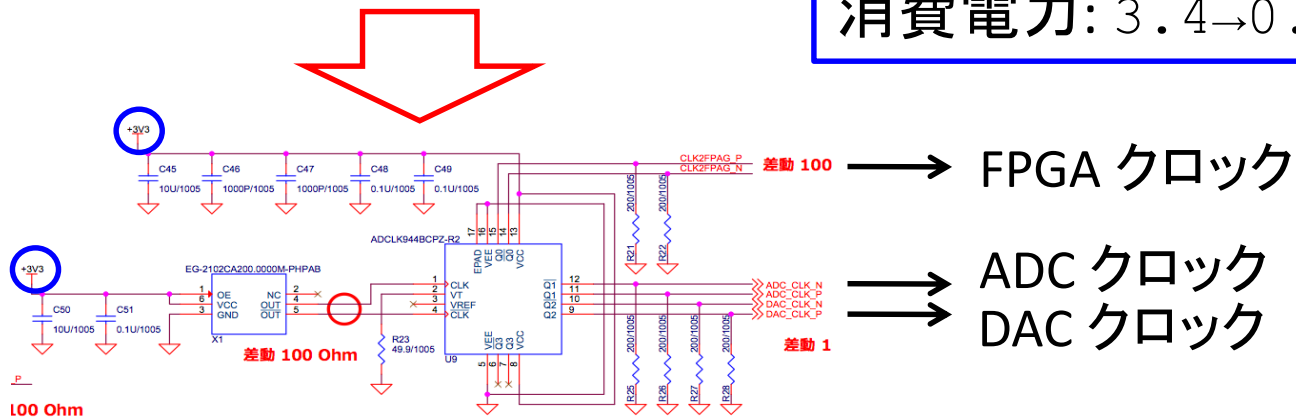 消費電力: 3.4→0.
+3V3
C45
10U/1005
C46
1000P/1005
C47
1000P/1005
C48
0.1U/1005
C49
0.1U/1005
CLK2FPAG_P
CLK2FPAG_N
差動 100
FPGA クロック
200/1005
R21
200/1005
R22
ADCLK944BCPZ-R2
17 16 15 14 13
EPAD
VEE
Q0
Q0
VCC
+3V3
C50
10U/1005
C51
0.1U/1005
EG-2102CA200.0000M-PHPAB
1 OE
6 VCC
3 GND
NC 2
OUT 4
OUT 5
X1
差動 100 Ohm
R23
49.9/1005
1 CLK
2 VT
3 VREF
4 CLK
Q1 12
Q1 11
Q2 10
Q2 9
VEE
Q3
Q3
VCC
5 6 7 8
U9
ADC_CLK_N
ADC_CLK_P
DAC_CLK_N
DAC_CLK_P
ADC クロック
DAC クロック
差動 1
200/1005
R25
200/1005
R26
200/1005
R27
200/1005
R28
P
100 Ohm